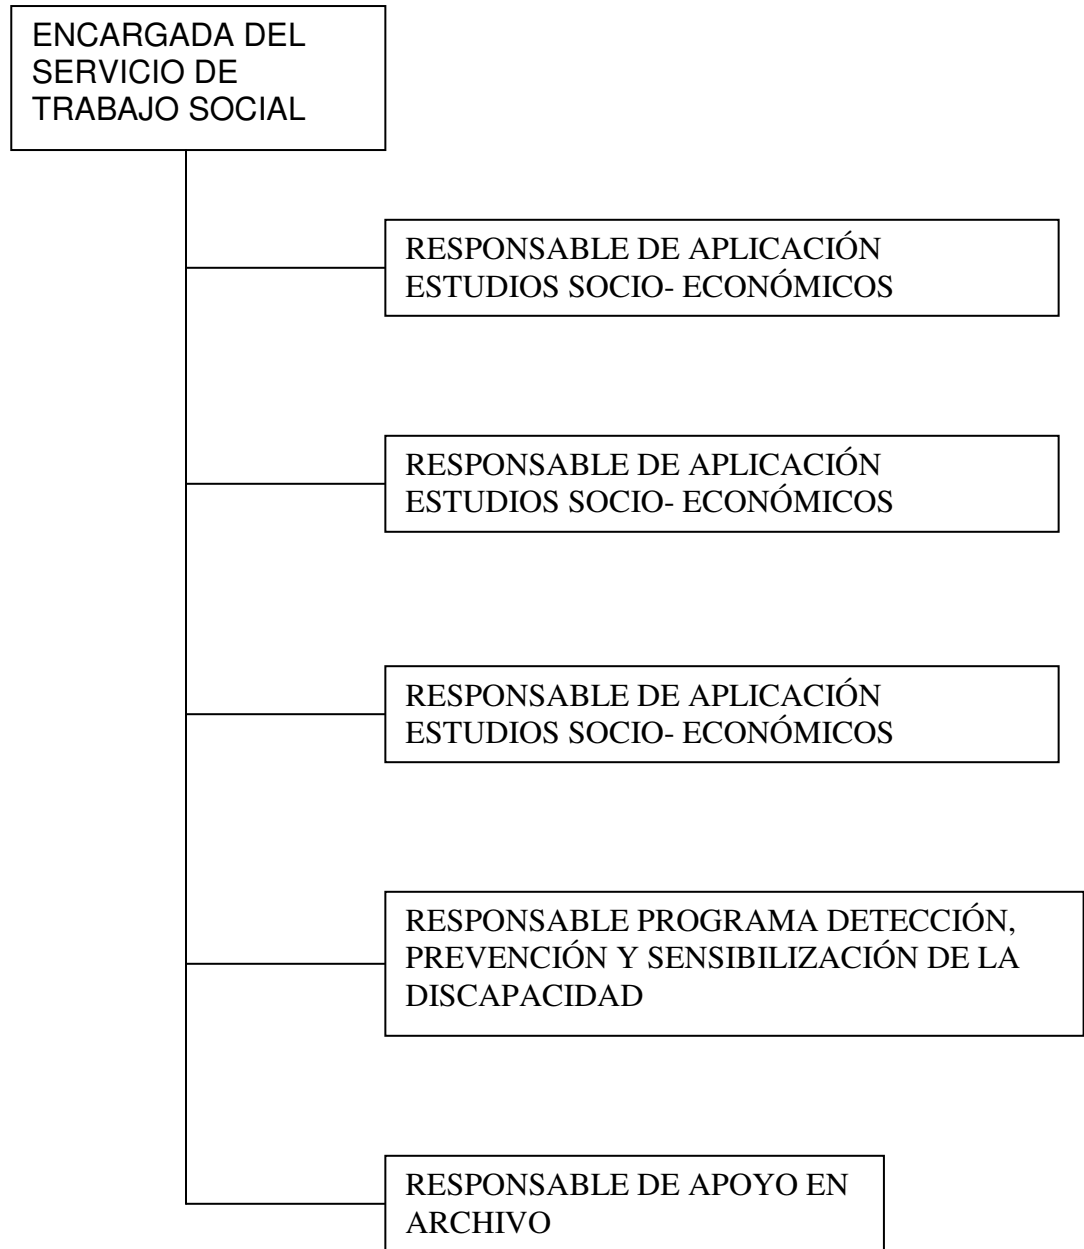 ENCARGADA DEL
SERVICIO DE
TRABAJO SOCIAL
RESPONSABLE DE APLICACIÓN
ESTUDIOS SOCIO- ECONÓMICOS
RESPONSABLE DE APLICACIÓN
ESTUDIOS SOCIO- ECONÓMICOS
RESPONSABLE DE APLICACIÓN
ESTUDIOS SOCIO- ECONÓMICOS
RESPONSABLE PROGRAMA DETECCIÓN,
PREVENCIÓN Y SENSIBILIZACIÓN DE LA
DISCAPACIDAD
RESPONSABLE DE APOYO EN
ARCHIVO